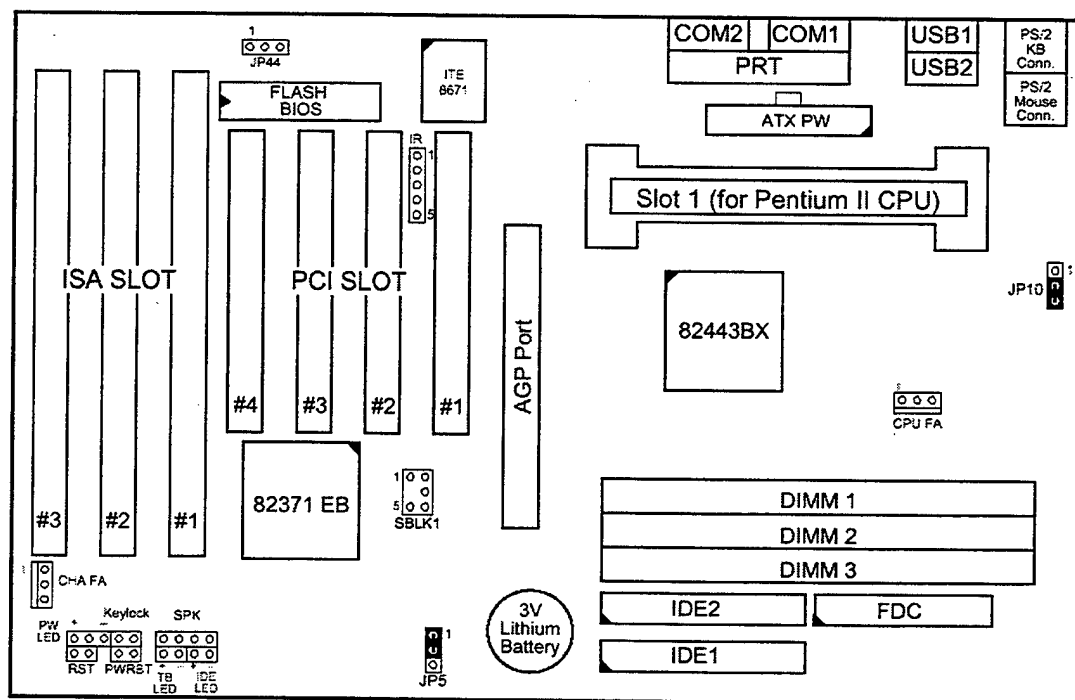 1
JP44
ITE
8671
FLASH
BIOS
COM2
COM1
PRT
USB1
USB2
PS/2
KB
Conn.
PS/2
Mouse
Conn.
ATX PW
IR
1
5
Slot 1 (for Pentium II CPU)
ISA SLOT
PCI SLOT
AGP Port
82443BX
1
JP10
#4
#3
#2
#1
CPU FA
82371 EB
1
5
SBLK1
#3
#2
#1
DIMM 1
DIMM 2
DIMM 3
CHA FA
IDE2
FDC
IDE1
3V
Lithium
Battery
PW
LED
+
–
Keylock
SPK
RST
PWRST
+
–
+
–
TB
LED
IDE
LED
1
JP5